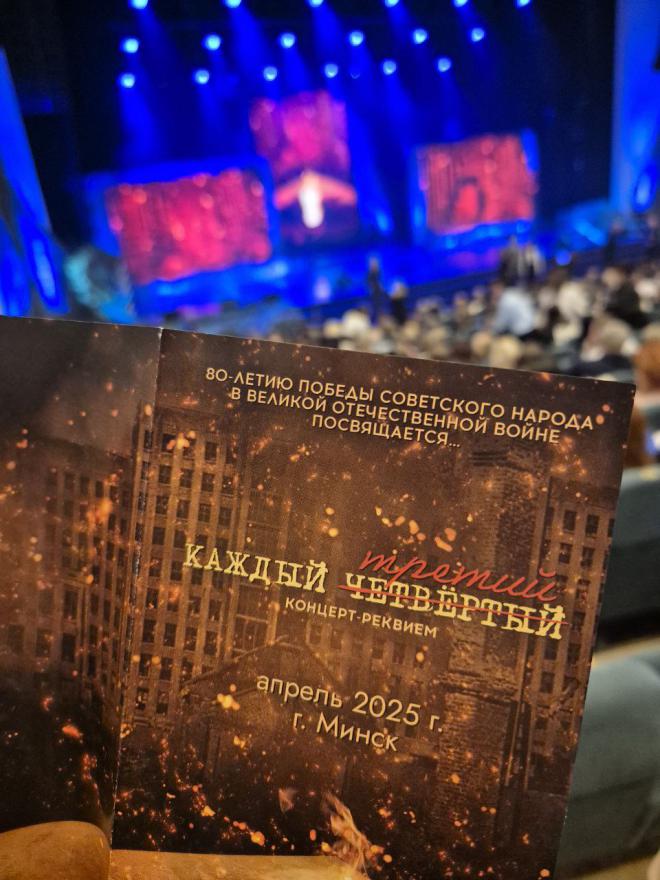 80-ЛЕТИЮ ПОБЕДЫ СОВЕТСКОГО НАРОДА
В ВЕЛИКОЙ ОТЕЧЕСТВЕННОЙ ВОЙНЕ
ПОСВЯЩАЕТСЯ...
третий
КАЖДЫЙ ЧЕТВЁРТЫЙ
КОНЦЕРТ-РЕКВИЕМ
апрель 2025 г.
г. Минск